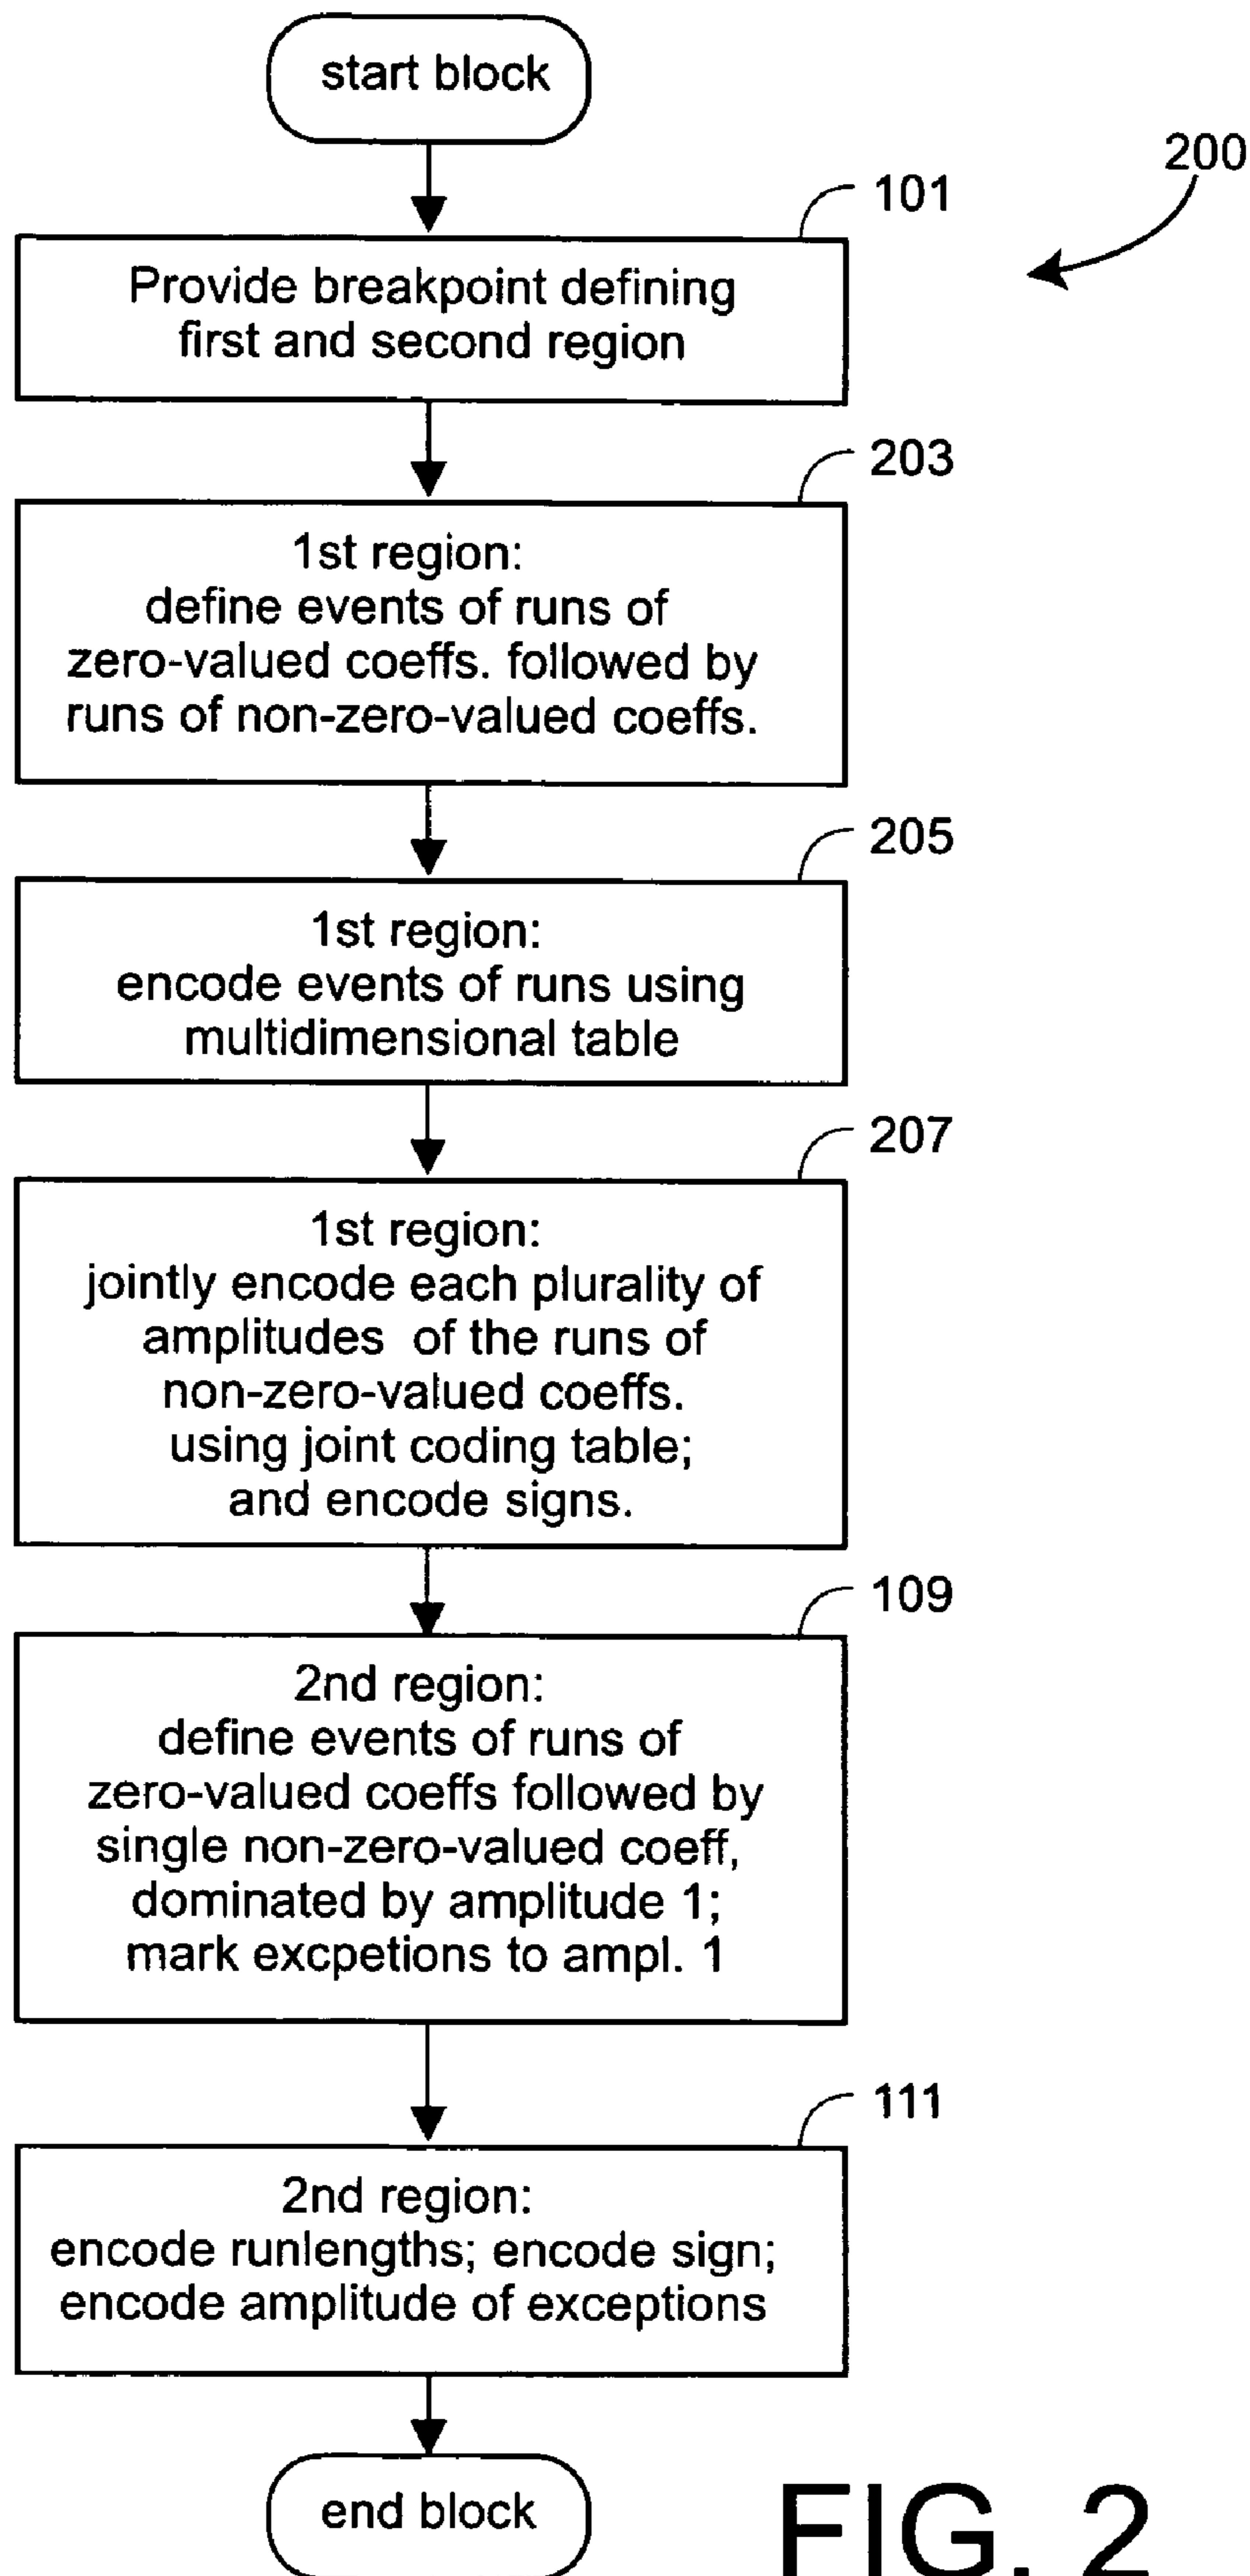 start block
200
101
Provide breakpoint defining
first and second region
203
1st region:
define events of runs of
zero-valued coeffs. followed by
runs of non-zero-valued coeffs.
205
1st region:
encode events of runs using
multidimensional table
207
1st region:
jointly encode each plurality of
amplitudes of the runs of
non-zero-valued coeffs.
using joint coding table;
and encode signs.
109
2nd region:
define events of runs of
zero-valued coeffs followed by
single non-zero-valued coeff,
dominated by amplitude 1;
mark excpetions to ampl. 1
111
2nd region:
encode runlengths; encode sign;
encode amplitude of exceptions
end block
FIG. 2